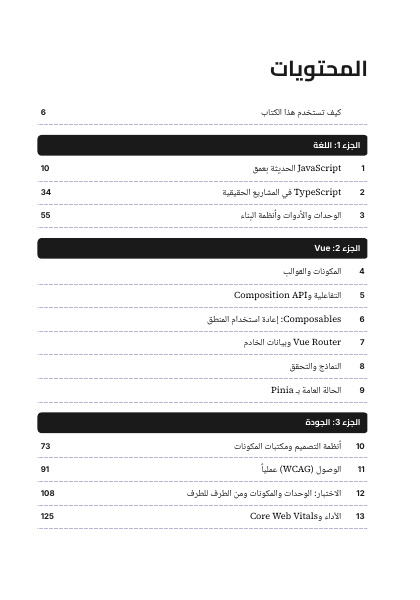 المحتويات
كيف تستخدم هذا الكتاب 6
الجزء 1: اللغة
1 JavaScript الحديثة بعمق 10
2 TypeScript في المشاريع الحقيقية 34
3 الوحدات والأدوات وأنظمة البناء 55
الجزء 2: Vue
4 المكونات والقوالب
5 التفاعلية وComposition API
6 Composables: إعادة استخدام المنطق
7 Vue Router وبيانات الخادم
8 النماذج والتحقق
9 الحالة العامة بـ Pinia
الجزء 3: الجودة
10 أنظمة التصميم ومكتبات المكونات 73
11 الوصول (WCAG) عملياً 91
12 الاختبار: الوحدات والمكونات ومن الطرف للطرف 108
13 الأداء وCore Web Vitals 125